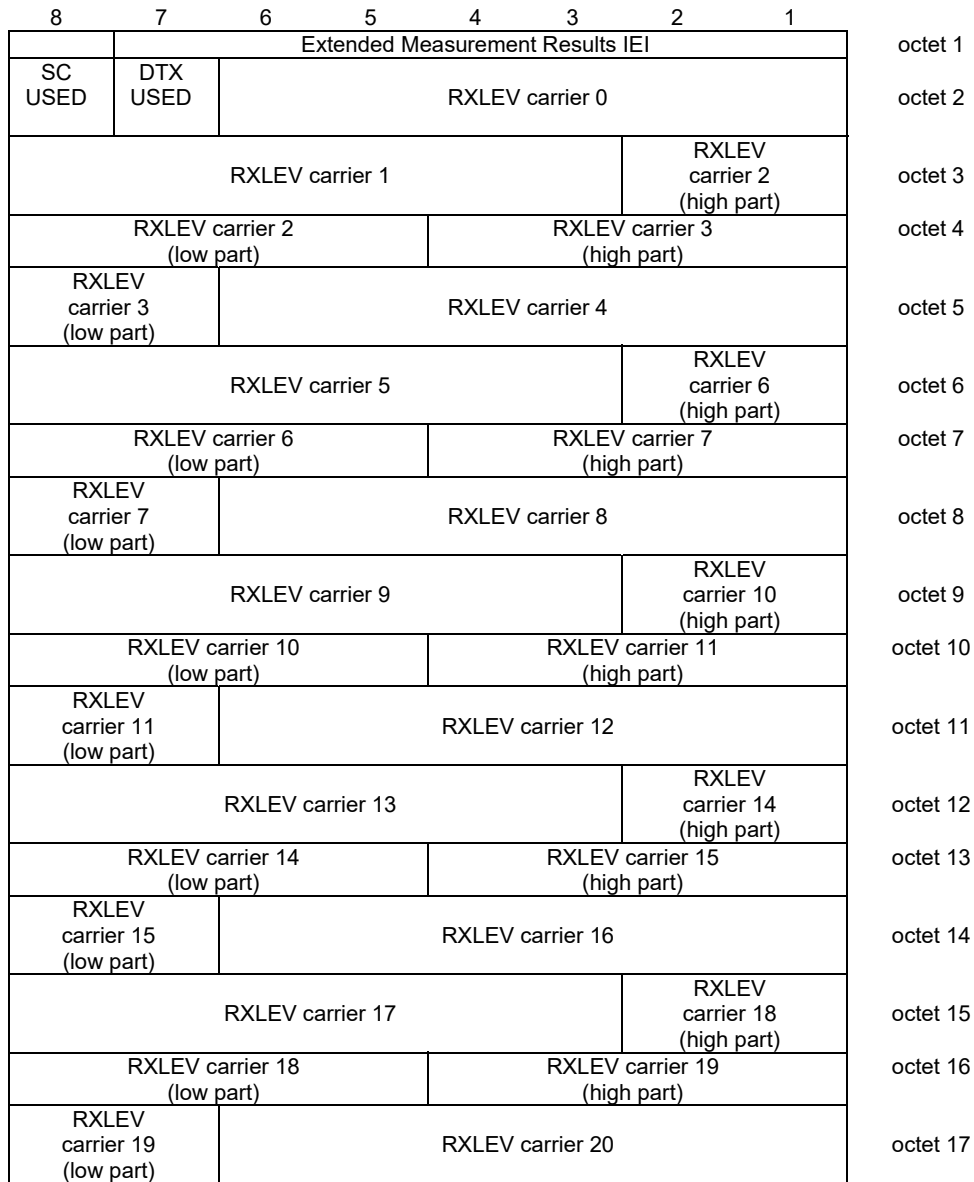 8 7 6 5 4 3 2 1
Extended Measurement Results IEI octet 1
SC DTX
USED USED RXLEV carrier 0 octet 2
RXLEV
RXLEV carrier 1 carrier 2 octet 3
(high part)
RXLEV carrier 2 RXLEV carrier 3 octet 4
(low part) (high part)
RXLEV
carrier 3 RXLEV carrier 4 octet 5
(low part)
RXLEV
RXLEV carrier 5 carrier 6 octet 6
(high part)
RXLEV carrier 6 RXLEV carrier 7 octet 7
(low part) (high part)
RXLEV
carrier 7 RXLEV carrier 8 octet 8
(low part)
RXLEV
RXLEV carrier 9 carrier 10 octet 9
(high part)
RXLEV carrier 10 RXLEV carrier 11 octet 10
(low part) (high part)
RXLEV
carrier 11 RXLEV carrier 12 octet 11
(low part)
RXLEV
RXLEV carrier 13 carrier 14 octet 12
(high part)
RXLEV carrier 14 RXLEV carrier 15 octet 13
(low part) (high part)
RXLEV
carrier 15 RXLEV carrier 16 octet 14
(low part)
RXLEV
RXLEV carrier 17 carrier 18 octet 15
(high part)
RXLEV carrier 18 RXLEV carrier 19 octet 16
(low part) (high part)
RXLEV
carrier 19 RXLEV carrier 20 octet 17
(low part)